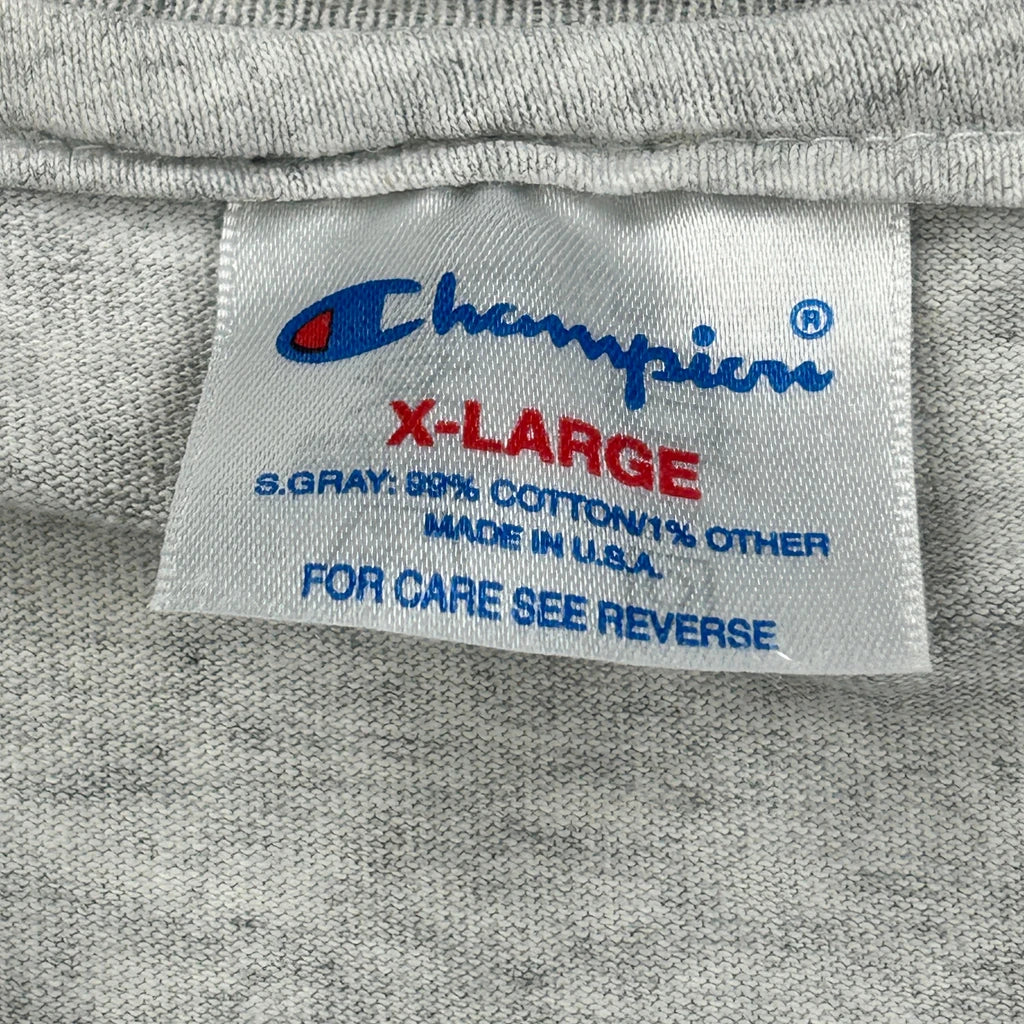 Champion®
X-LARGE
S.GRAY: 99% COTTON/1% OTHER
MADE IN U.S.A.
FOR CARE SEE REVERSE